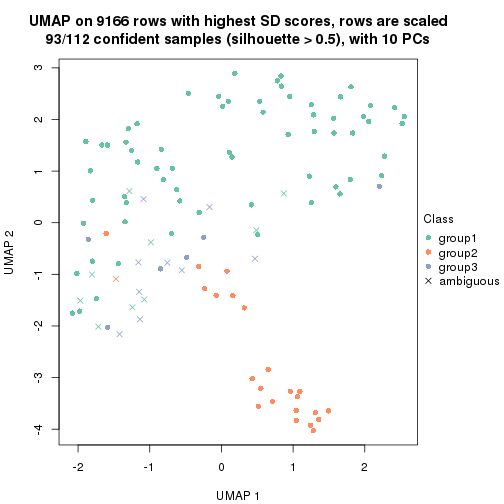 UMAP on 9166 rows with highest SD scores, rows are scaled
93/112 confident samples (silhouette > 0.5), with 10 PCs
3
2
1
0
-1
-2
-3
-4
UMAP 2
-2
-1
0
1
2
UMAP 1
Class
group1
group2
group3
ambiguous